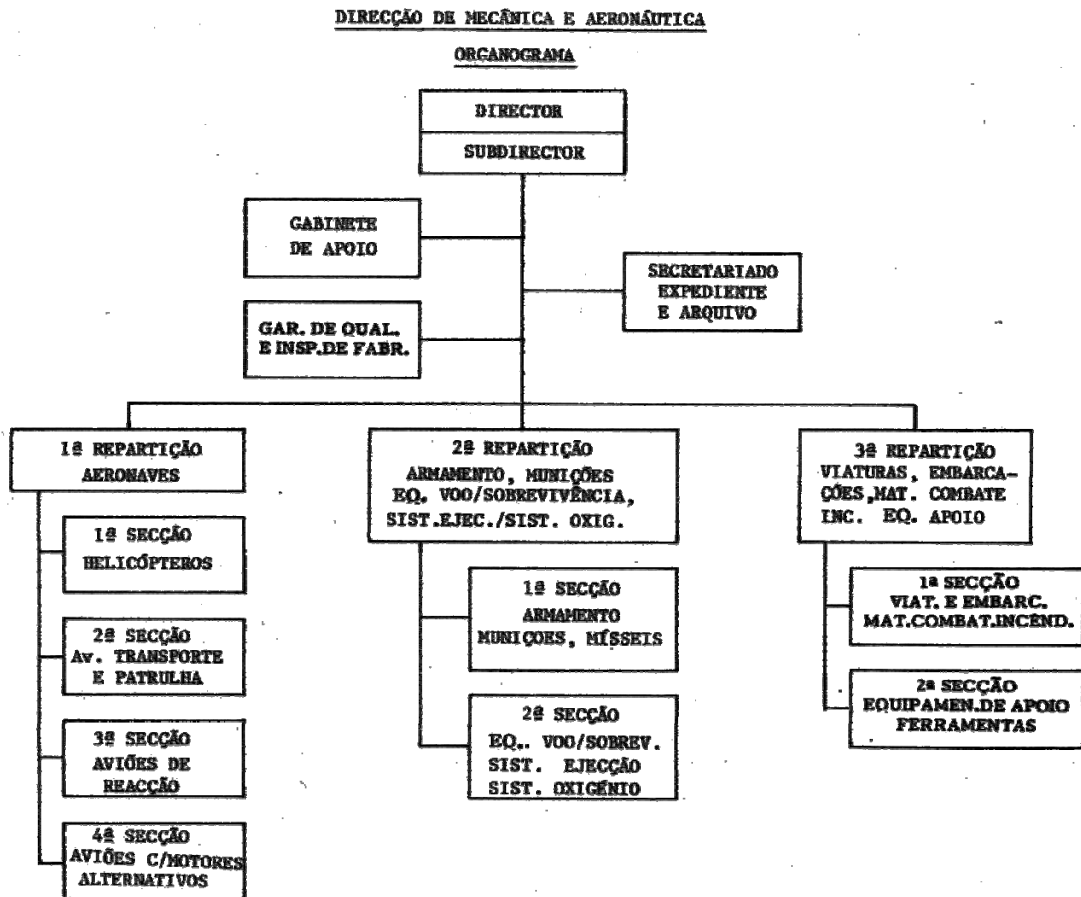 DIRECÇÃO DE MECÂNICA E AERONÁUTICA
ORGANOGRAMA
DIRECTOR
SUBDIRECTOR
GABINETE
DE APOIO
SECRETARIADO
EXPEDIENTE
E ARQUIVO
GAR. DE QUAL.
E INSP.DE FABR.
1ª REPARTIÇÃO
AERONAVES
1ª SECÇÃO
HELICÓPTEROS
2ª SECÇÃO
Av. TRANSPORTE
E PATRULHA
3ª SECÇÃO
AVIÕES DE
REACÇÃO
4ª SECÇÃO
AVIÕES C/MOTORES
ALTERNATIVOS
2ª REPARTIÇÃO
ARMAMENTO, MUNIÇÕES
EQ. VOO/SOBREVIVÊNCIA,
SIST.EJEC./SIST. OXIG.
1ª SECÇÃO
ARMAMENTO
MUNIÇOES, MÍSSEIS
2ª SECÇÃO
EQ.. VOO/SOBREV.
SIST. EJECÇÃO
SIST. OXIGÉNIO
3ª REPARTIÇÃO
VIATURAS, EMBARCA-
ÇÕES,MAT. COMBATE
INC. EQ. APOIO
1ª SECÇÃO
VIAT. E EMBARC.
MAT.COMBAT.INCÊND.
2ª SECÇÃO
EQUIPAMEN.DE APOIO
FERRAMENTAS